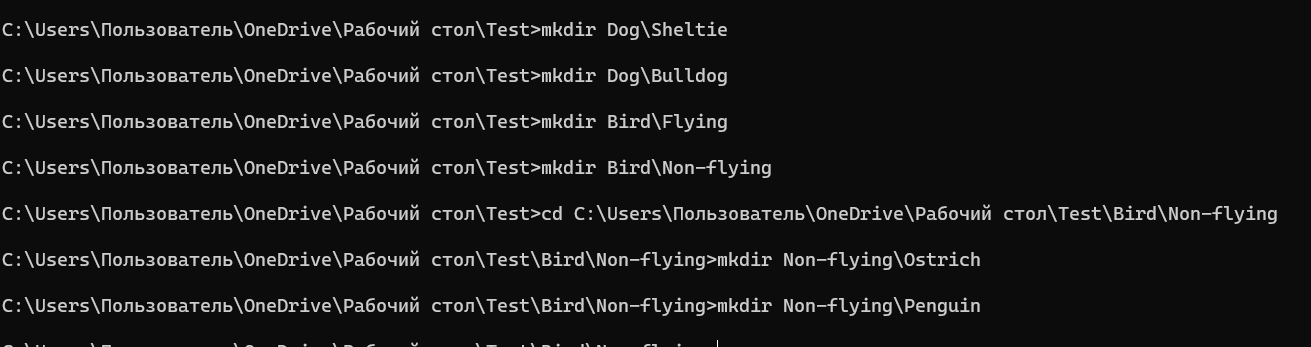 C:\Users\Пользователь\OneDrive\Рабочий стол\Test>mkdir Dog\Sheltie
C:\Users\Пользователь\OneDrive\Рабочий стол\Test>mkdir Dog\Bulldog
C:\Users\Пользователь\OneDrive\Рабочий стол\Test>mkdir Bird\Flying
C:\Users\Пользователь\OneDrive\Рабочий стол\Test>mkdir Bird\Non-flying
C:\Users\Пользователь\OneDrive\Рабочий стол\Test>cd C:\Users\Пользователь\OneDrive\Рабочий стол\Test\Bird\Non-flying
C:\Users\Пользователь\OneDrive\Рабочий стол\Test\Bird\Non-flying>mkdir Non-flying\Ostrich
C:\Users\Пользователь\OneDrive\Рабочий стол\Test\Bird\Non-flying>mkdir Non-flying\Penguin